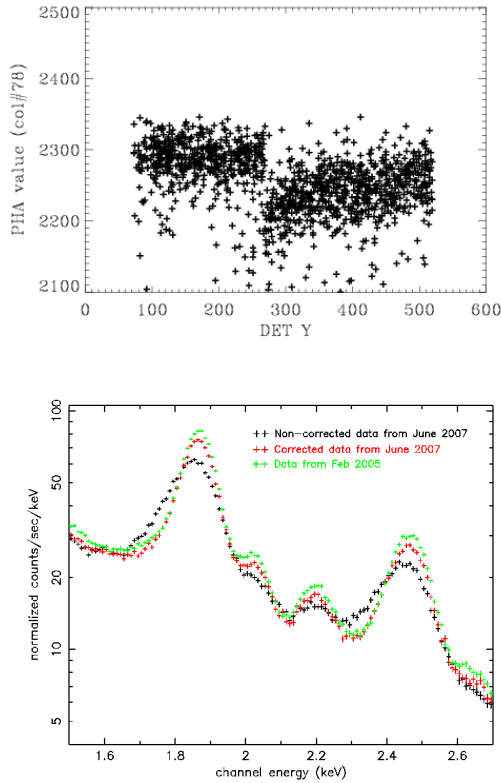 2500
2400
2300
2200
2100
PHA value (col#78)
0 100 200 300 400 500 600
DET Y
100
50
20
10
5
normalized counts/sec/keV
Non-corrected data from June 2007
Corrected data from June 2007
Data from Feb 2005
1.6 1.8 2 2.2 2.4 2.6
channel energy (keV)